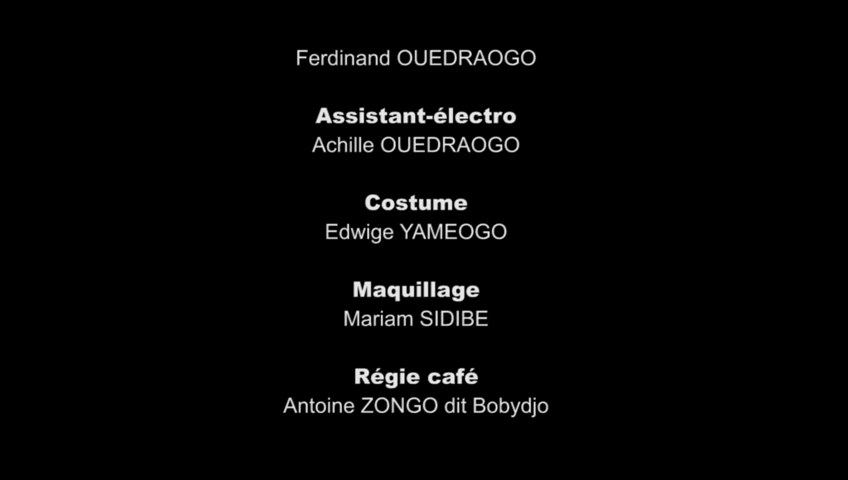 Ferdinand OUEDRAOGO
Assistant-électro
Achille OUEDRAOGO
Costume
Edwige YAMEOGO
Maquillage
Mariam SIDIBE
Régie café
Antoine ZONGO dit Bobydjo